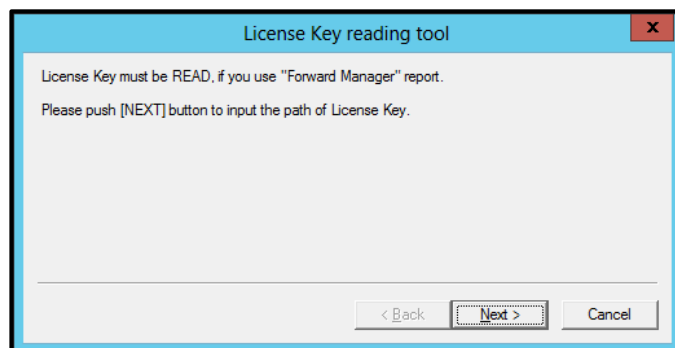 License Key reading tool
x
License Key must be READ, if you use "Forward Manager" report.
Please push [NEXT] button to input the path of License Key.
< Back
Next >
Cancel